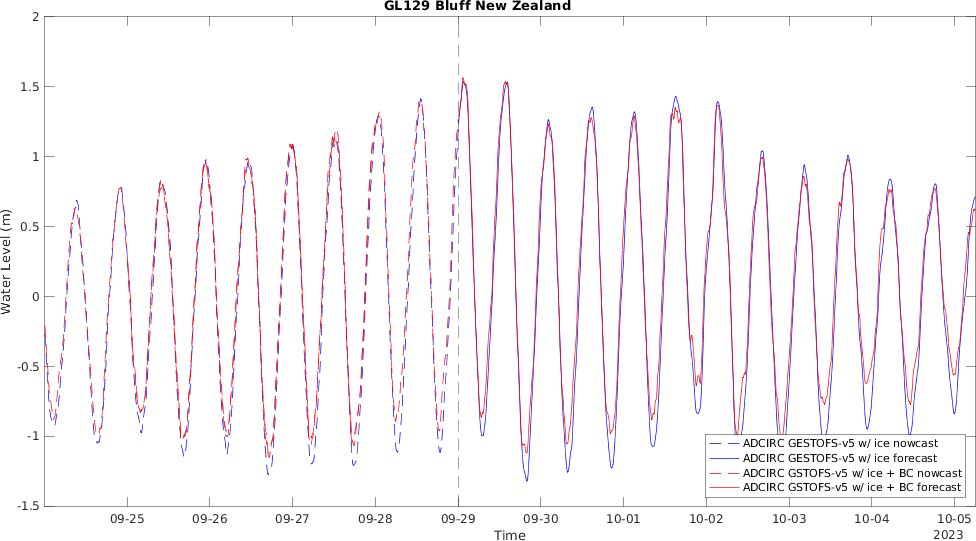 GL129 Bluff New Zealand
2
1.5
1
0.5
0
-0.5
-1
-1.5
Water Level (m)
09-25 09-26 09-27 09-28 09-29 09-30 10-01 10-02 10-03 10-04 10-05
Time
2023
ADCIRC GESTOFS-v5 w/ ice nowcast
ADCIRC GESTOFS-v5 w/ ice forecast
ADCIRC GSTOFS-v5 w/ ice + BC nowcast
ADCIRC GSTOFS-v5 w/ ice + BC forecast